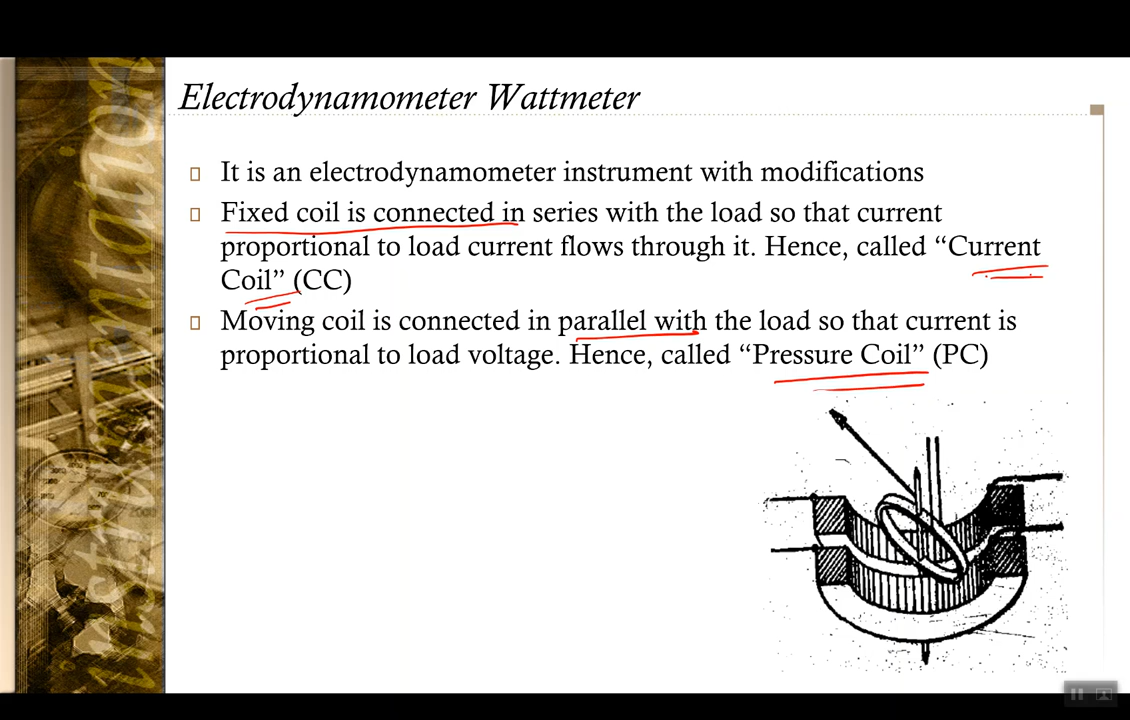 Electrodynamometer Wattmeter
It is an electrodynamometer instrument with modifications
Fixed coil is connected in series with the load so that current
proportional to load current flows through it. Hence, called “Current
Coil” (CC)
Moving coil is connected in parallel with the load so that current is
proportional to load voltage. Hence, called “Pressure Coil” (PC)